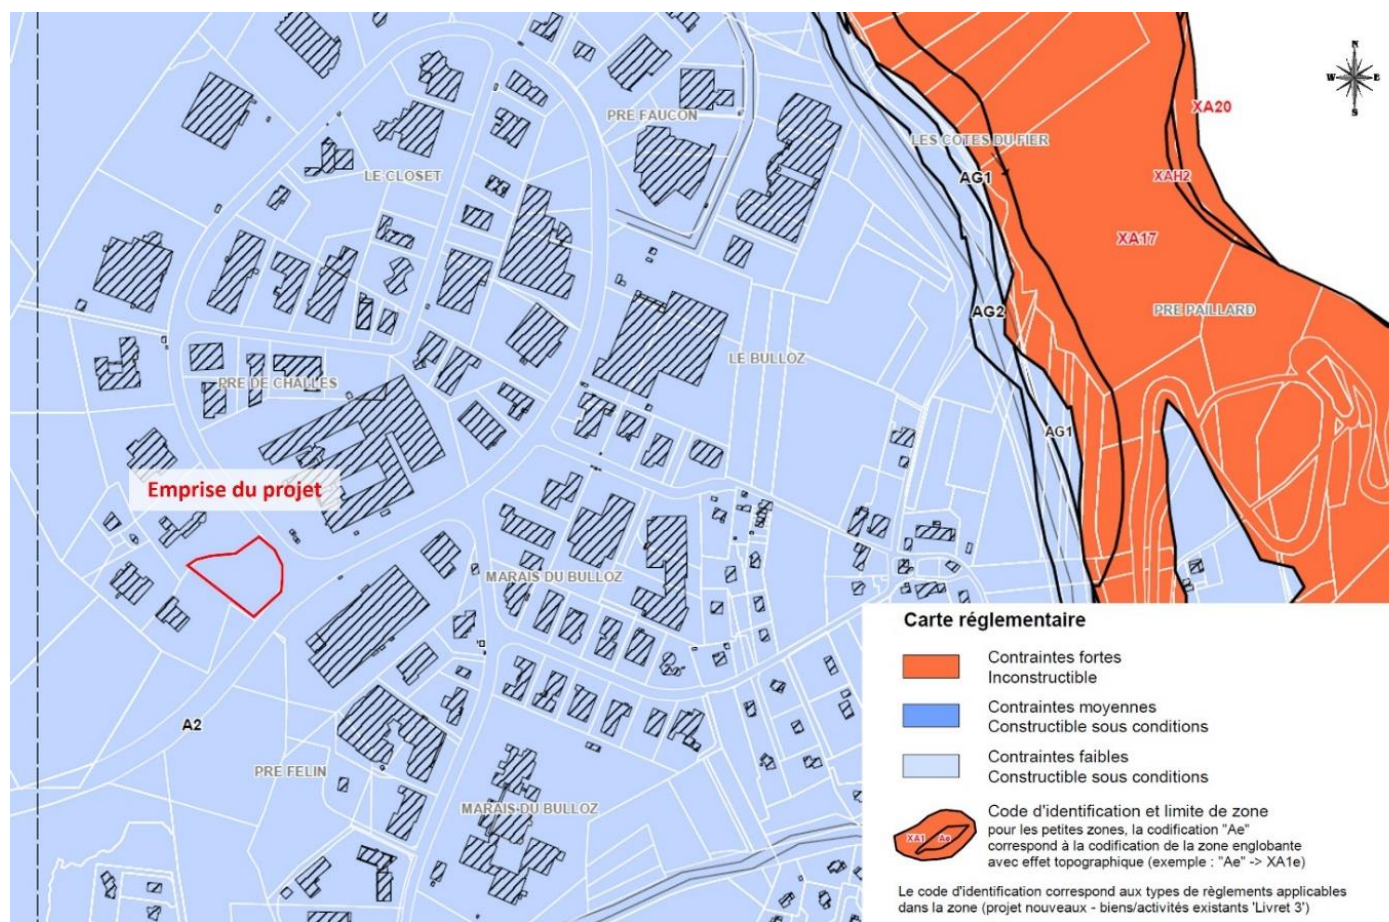 N
W E
S
XA20
PRE FAUCON
LES COTES DU FIER
LE CLOSET
AG1
XAH2
XA17
AG2
PRE PAILLARD
LE BULLOZ
PRE DE CHALLES
AG1
Emprise du projet
MARAIS DU BULLOZ
A2
PRE FELIN
MARAIS DU BULLOZ
Carte réglementaire
Contraintes fortes
Inconstructible
Contraintes moyennes
Constructible sous conditions
Contraintes faibles
Constructible sous conditions
XA1 Ae
Code d'identification et limite de zone
pour les petites zones, la codification "Ae"
correspond à la codification de la zone englobante
avec effet topographique (exemple : "Ae" -> XA1e)
Le code d'identification correspond aux types de règlements applicables
dans la zone (projet nouveaux - biens/activités existants 'Livret 3')